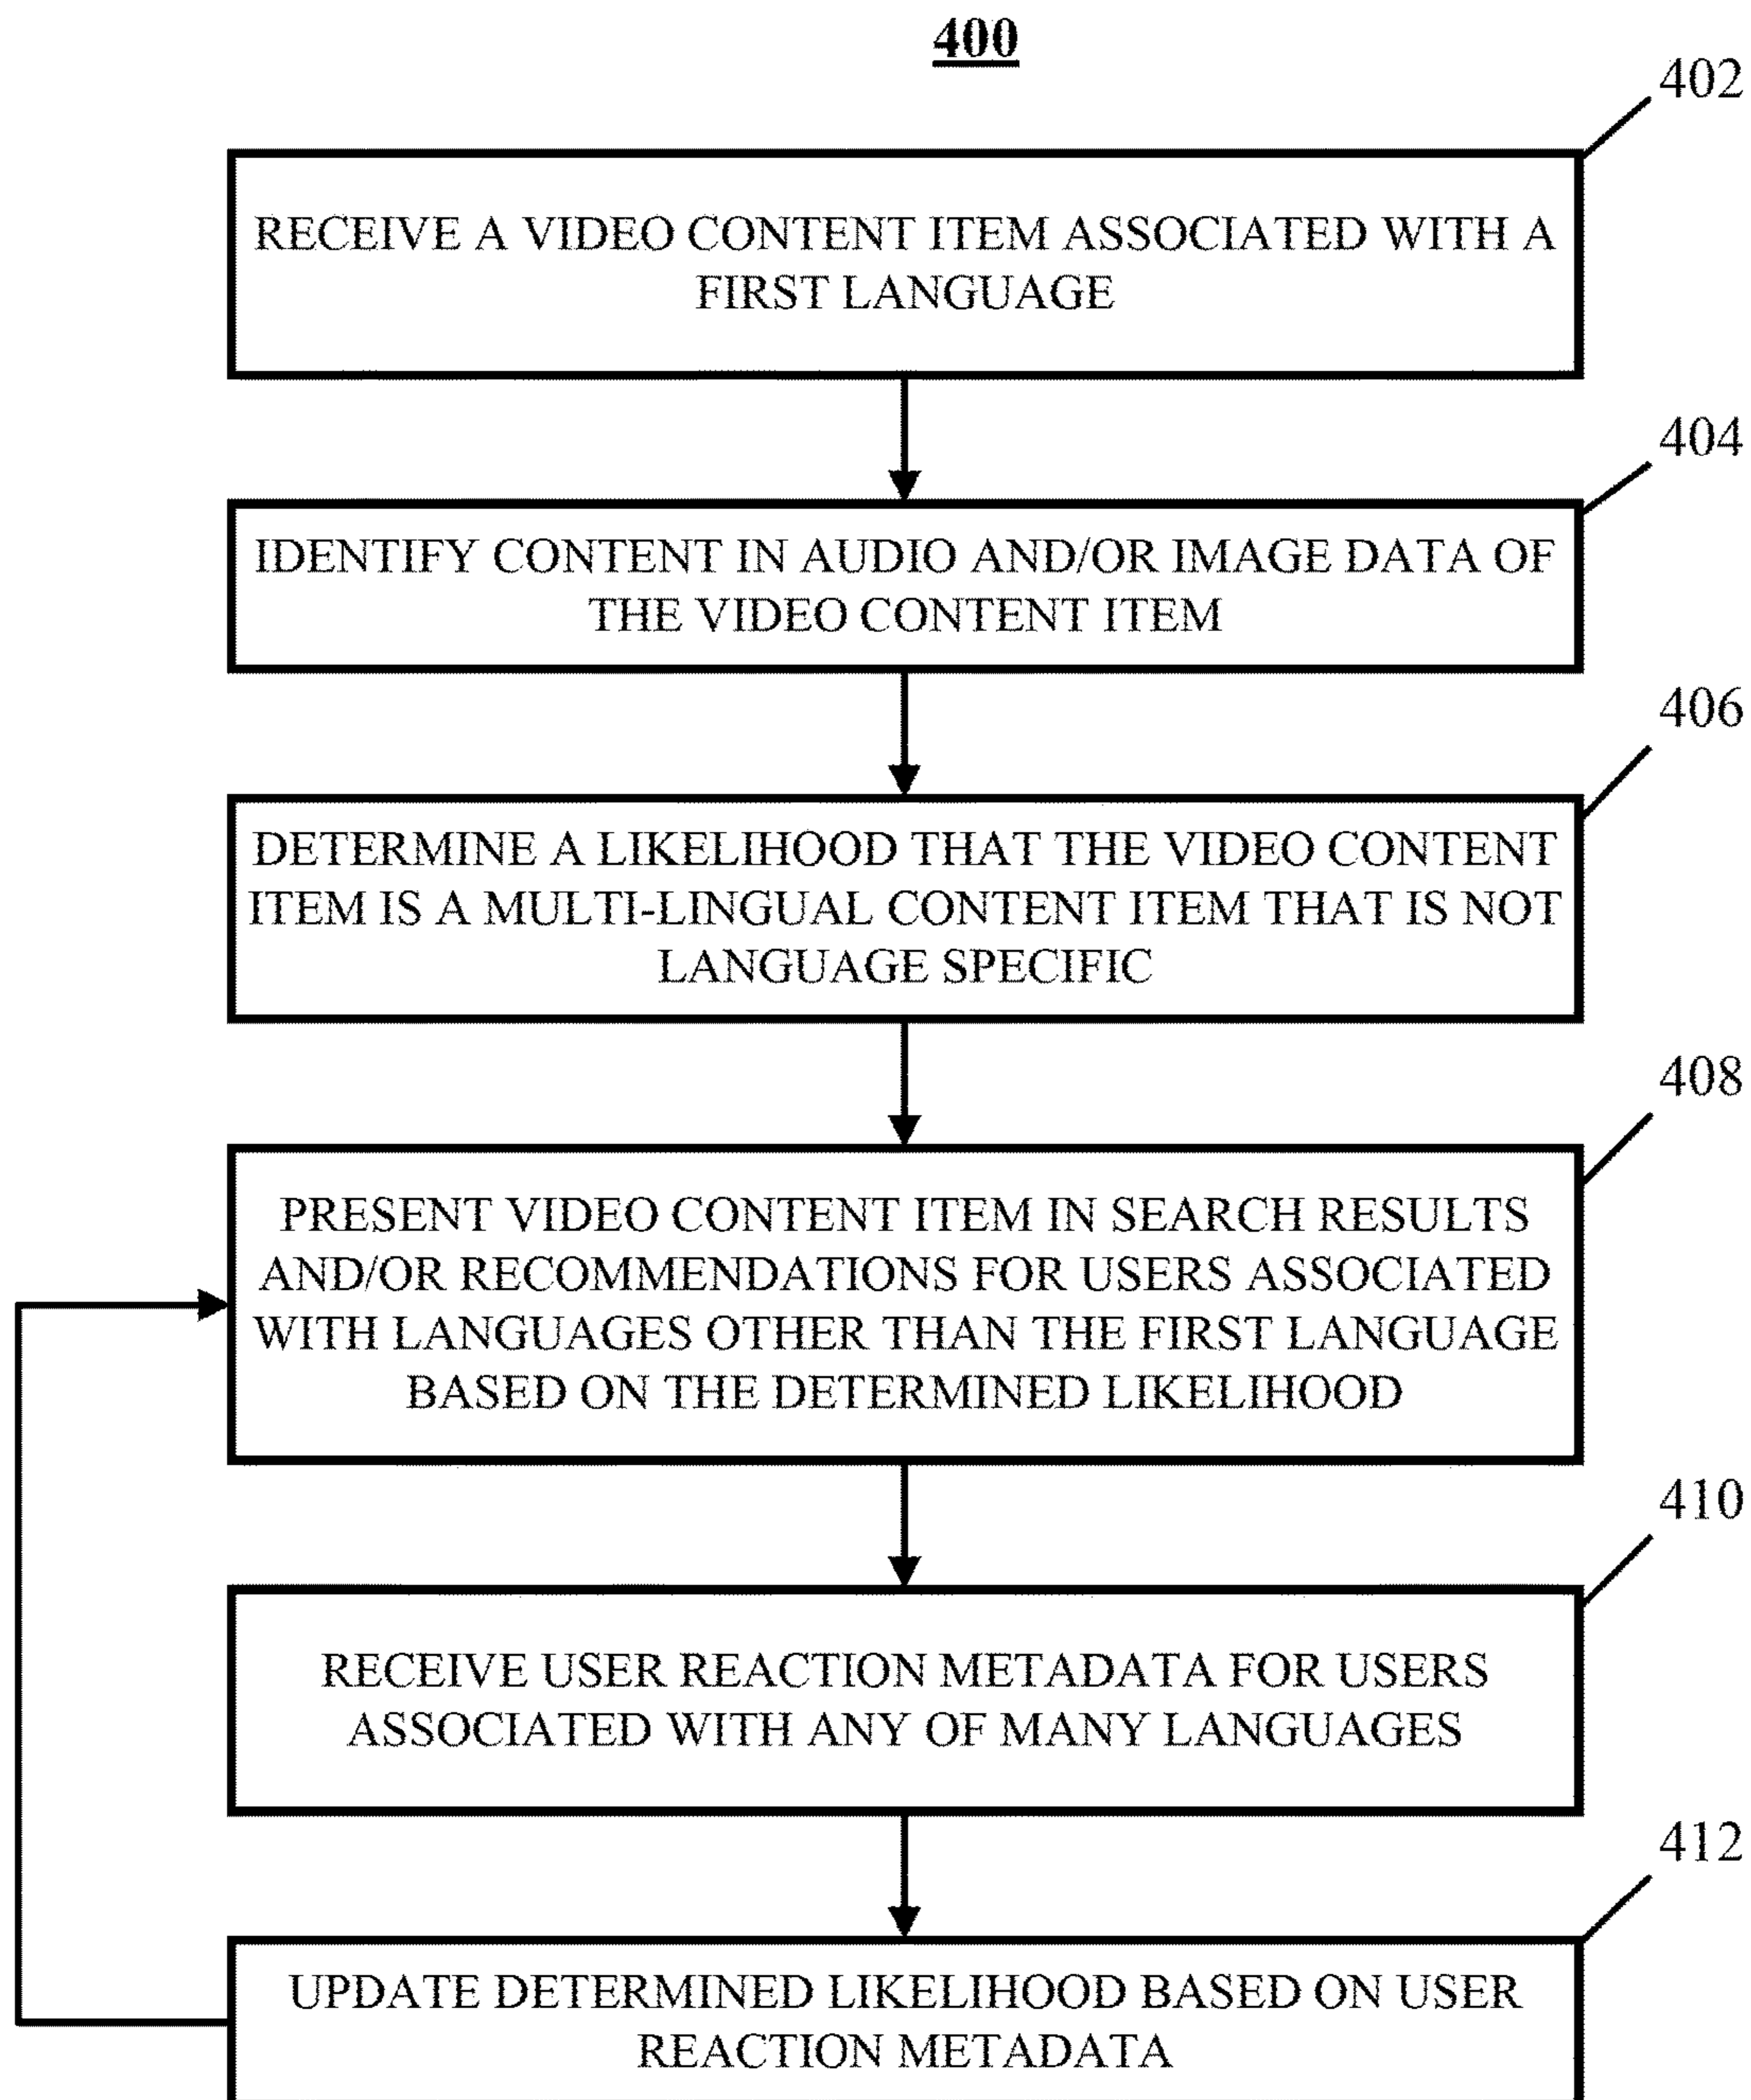 400
402
RECEIVE A VIDEO CONTENT ITEM ASSOCIATED WITH A
FIRST LANGUAGE
404
IDENTIFY CONTENT IN AUDIO AND/OR IMAGE DATA OF
THE VIDEO CONTENT ITEM
406
DETERMINE A LIKELIHOOD THAT THE VIDEO CONTENT
ITEM IS A MULTI-LINGUAL CONTENT ITEM THAT IS NOT
LANGUAGE SPECIFIC
408
PRESENT VIDEO CONTENT ITEM IN SEARCH RESULTS
AND/OR RECOMMENDATIONS FOR USERS ASSOCIATED
WITH LANGUAGES OTHER THAN THE FIRST LANGUAGE
BASED ON THE DETERMINED LIKELIHOOD
410
RECEIVE USER REACTION METADATA FOR USERS
ASSOCIATED WITH ANY OF MANY LANGUAGES
412
UPDATE DETERMINED LIKELIHOOD BASED ON USER
REACTION METADATA